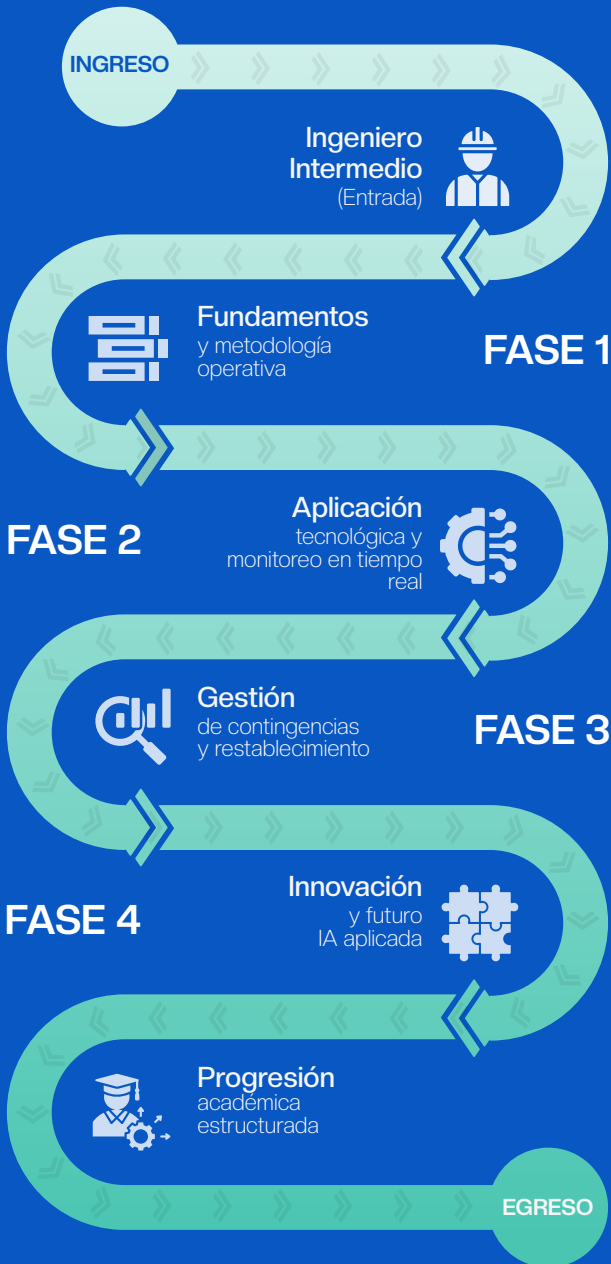 INGRESO
Ingeniero
Intermedio
(Entrada)
Fundamentos
y metodología
operativa
FASE 1
Aplicación
tecnológica y
monitoreo en tiempo
real
FASE 2
Gestión
de contingencias
y restablecimiento
FASE 3
Innovación
y futuro
IA aplicada
FASE 4
Progresión
académica
estructurada
EGRESO